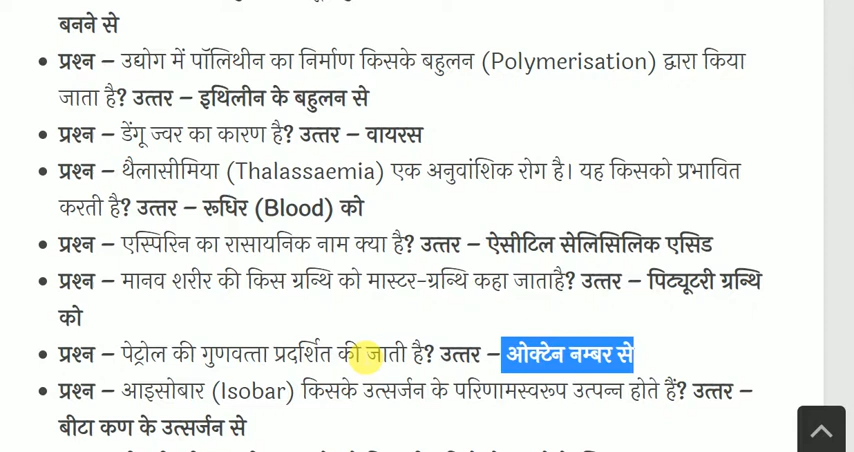 बनने से
प्रश्न – उद्योग में पॉलिथीन का निर्माण किसके बहुलन (Polymerisation) द्वारा किया
जाता है? उत्तर – इथिलीन के बहुलन से
प्रश्न – डेंगू ज्वर का कारण है? उत्तर – वायरस
प्रश्न – थैलासीमिया (Thalassaemia) एक अनुवांशिक रोग है। यह किसको प्रभावित
करती है? उत्तर – रूधिर (Blood) को
प्रश्न – एस्पिरिन का रासायनिक नाम क्या है? उत्तर – ऐसीटिल सेलिसिलिक एसिड
प्रश्न – मानव शरीर की किस ग्रन्थि को मास्टर-ग्रन्थि कहा जाताहै? उत्तर – पिट्यूटरी ग्रन्थि
को
प्रश्न – पेट्रोल की गुणवत्ता प्रदर्शित की जाती है? उत्तर – ओक्टेन नम्बर से
प्रश्न – आइसोबार (Isobar) किसके उत्सर्जन के परिणामस्वरूप उत्पन्न होते हैं? उत्तर –
बीटा कण के उत्सर्जन से